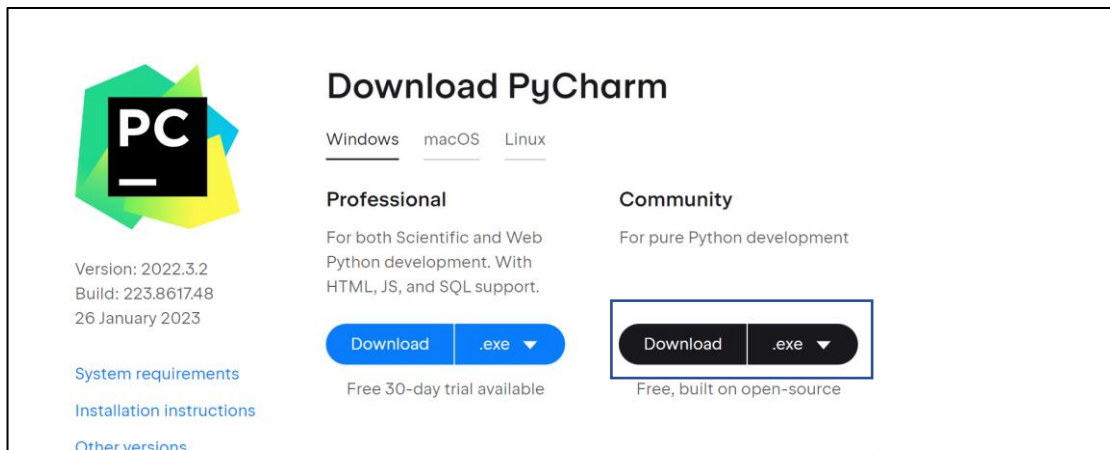 PC
Download PyCharm
Windows macOS Linux
Professional
For both Scientific and Web
Python development. With
HTML, JS, and SQL support.
Download .exe
Free 30-day trial available
Community
For pure Python development
Download .exe
Free, built on open-source
Version: 2022.3.2
Build: 223.8617.48
26 January 2023
System requirements
Installation instructions
Other versions